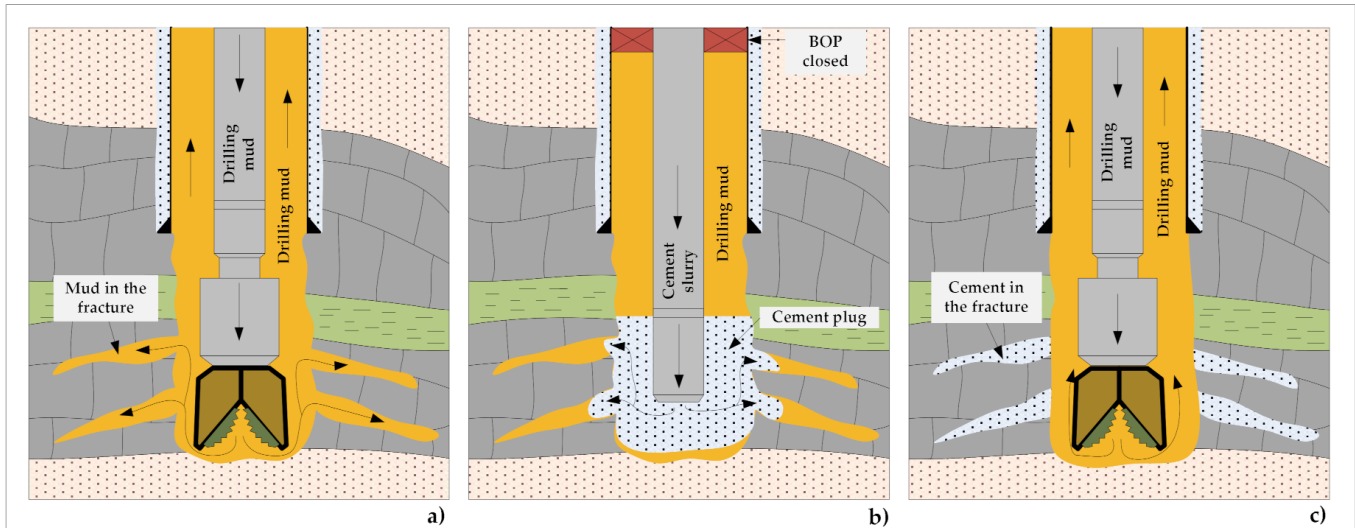 Drilling
mud
Drilling mud
Mud in the
fracture
a)
BOP
closed
Drilling mud
Cement
slurry
Cement plug
b)
Drilling
mud
Drilling mud
Cement in
the fracture
c)